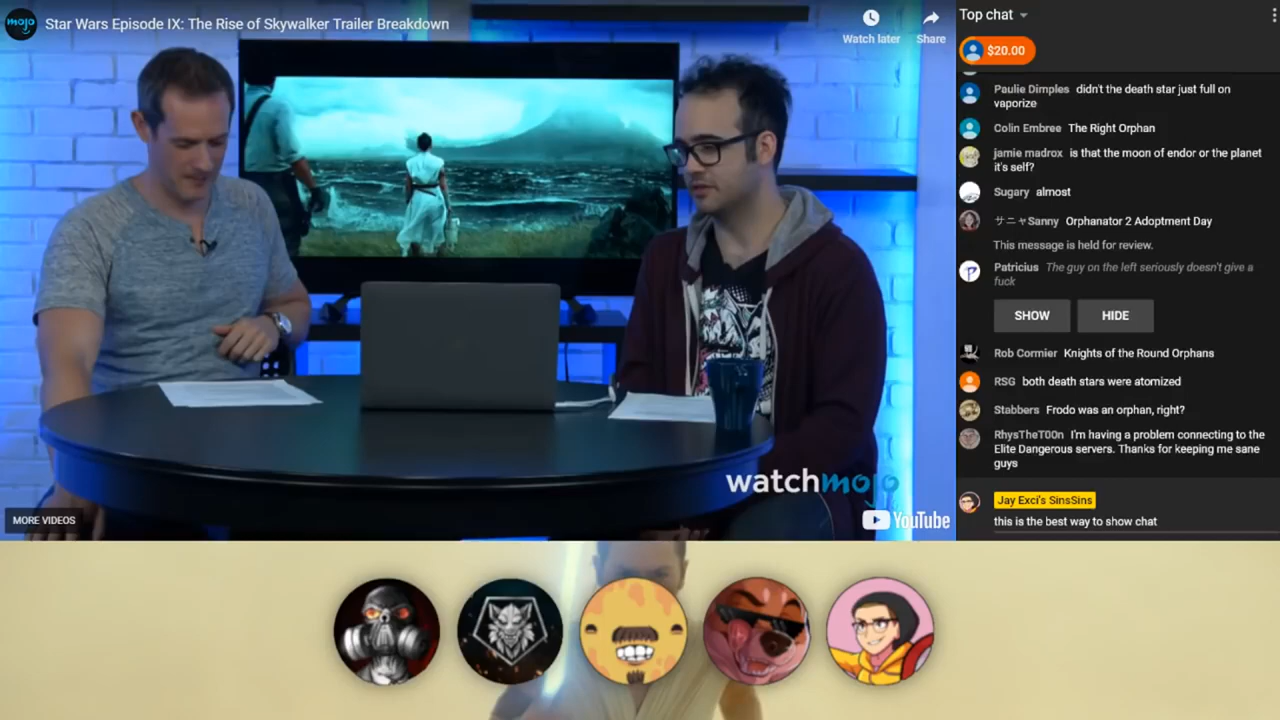 mojo
Star Wars Episode IX: The Rise of Skywalker Trailer Breakdown
Watch later
Share
watchmojo
MORE VIDEOS
YouTube
Top chat
$20.00
Paulie Dimples didn't the death star just full on
vaporize
Colin Embree The Right Orphan
jamie madrox is that the moon of endor or the planet
it's self?
Sugary almost
サニャSanny Orphanator 2 Adoptment Day
This message is held for review.
Patricius The guy on the left seriously doesn't give a
fuck
SHOW
HIDE
Rob Cormier Knights of the Round Orphans
RSG both death stars were atomized
Stabbers Frodo was an orphan, right?
RhysTheT00n I'm having a problem connecting to the
Elite Dangerous servers. Thanks for keeping me sane
guys
Jay Exci's SinsSins
this is the best way to show chat